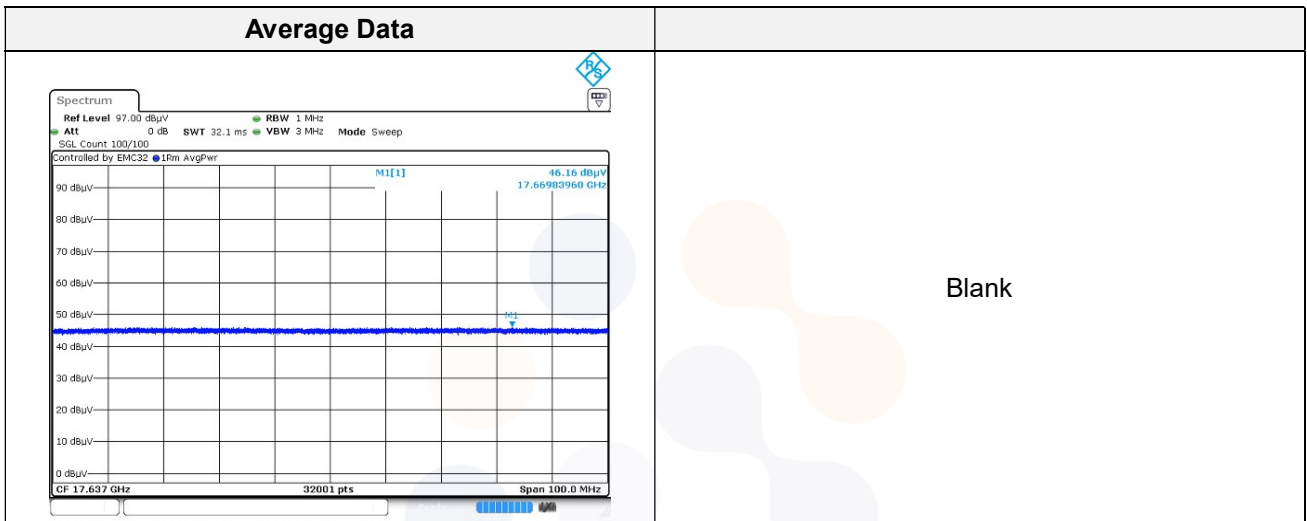 Average Data
R&S
Spectrum
Ref Level 97.00 dBµV RBW 1 MHz
Att 0 dB SWT 32.1 ms VBW 3 MHz Mode Sweep
SGL Count 100/100
Controlled by EMC32 1Rm AvgPwr
M1[1] 46.16 dBµV
17.66983960 GHz
90 dBµV
80 dBµV
70 dBµV
60 dBµV
50 dBµV
M1
40 dBµV
30 dBµV
20 dBµV
10 dBµV
0 dBµV
CF 17.637 GHz 32001 pts Span 100.0 MHz
Blank